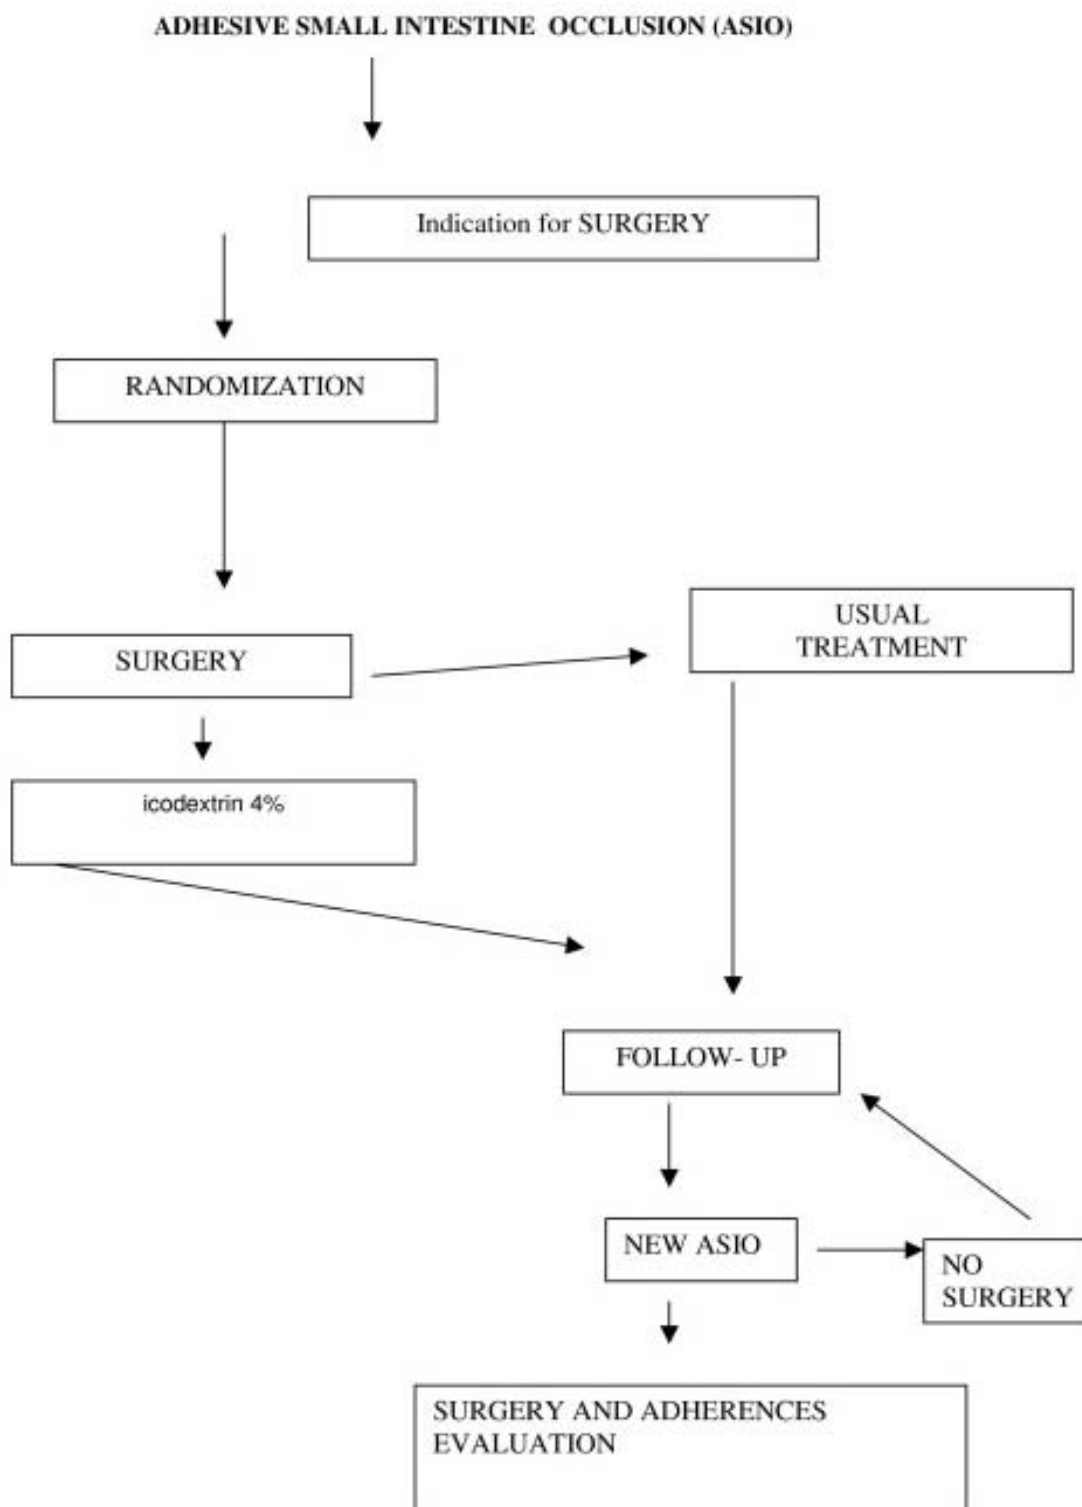 ADHESIVE SMALL INTESTINE OCCLUSION (ASIO)
Indication for SURGERY
RANDOMIZATION
USUAL
TREATMENT
SURGERY
icodextrin 4%
FOLLOW- UP
NEW ASIO
NO
SURGERY
SURGERY AND ADHERENCES
EVALUATION